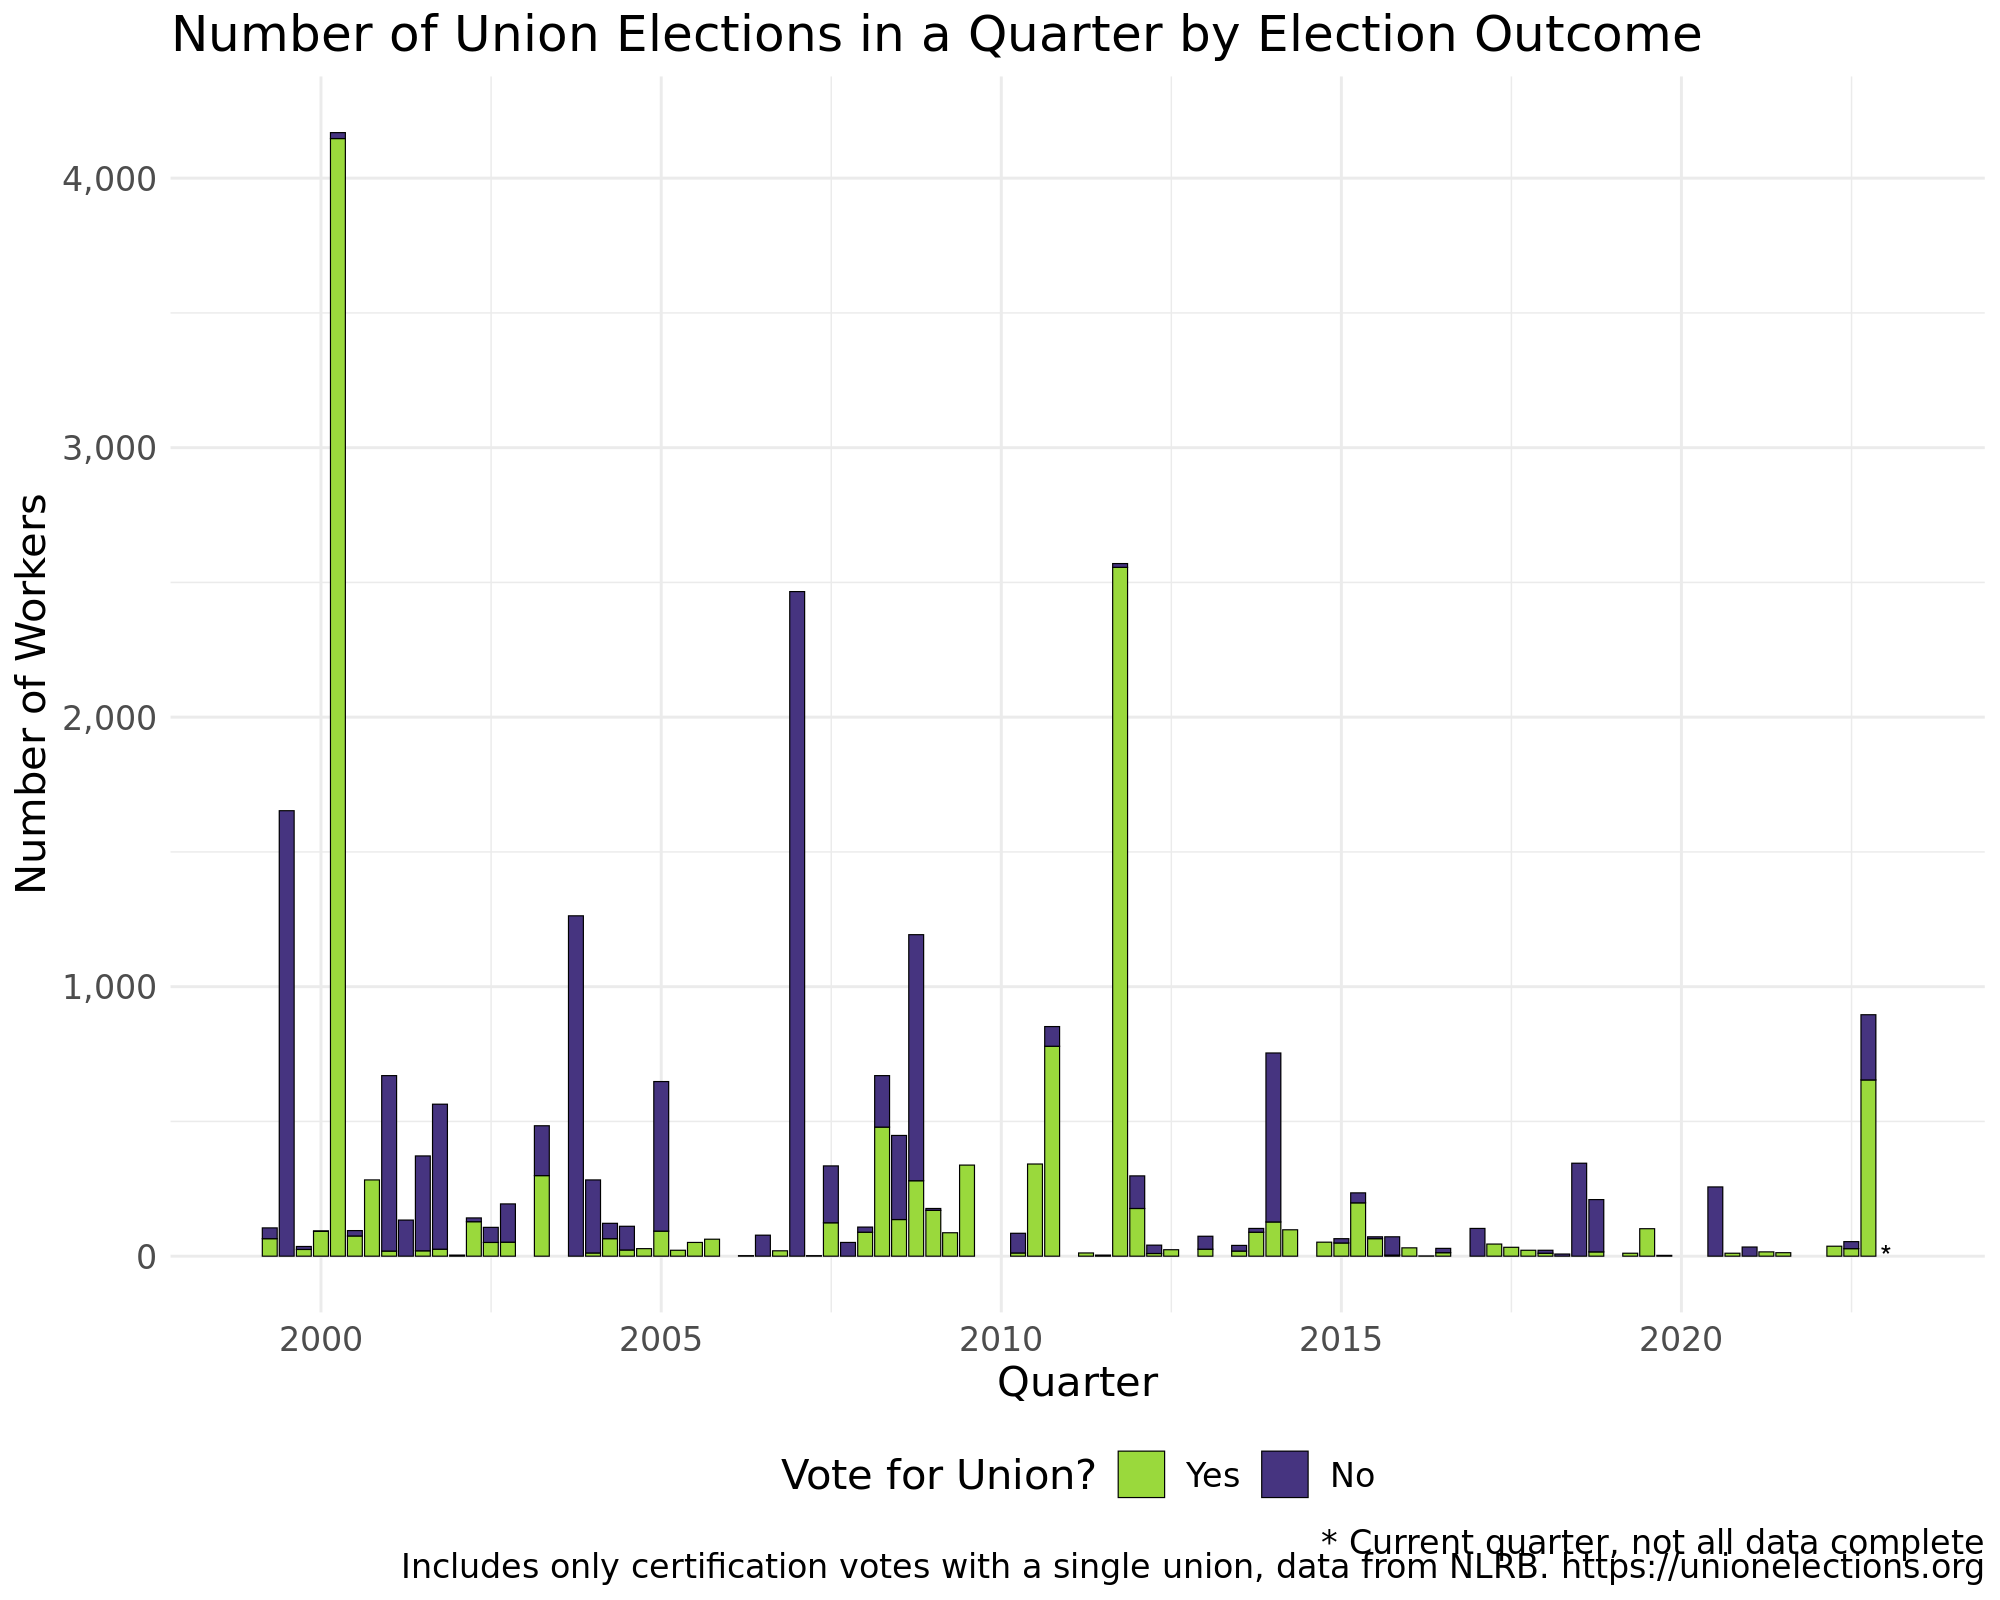 Number of Union Elections in a Quarter by Election Outcome
Number of Workers
4,000
3,000
2,000
1,000
0
*
2000 2005 2010 2015 2020
Quarter
Vote for Union? Yes No
* Current quarter, not all data complete
Includes only certification votes with a single union, data from NLRB. https://unionelections.org